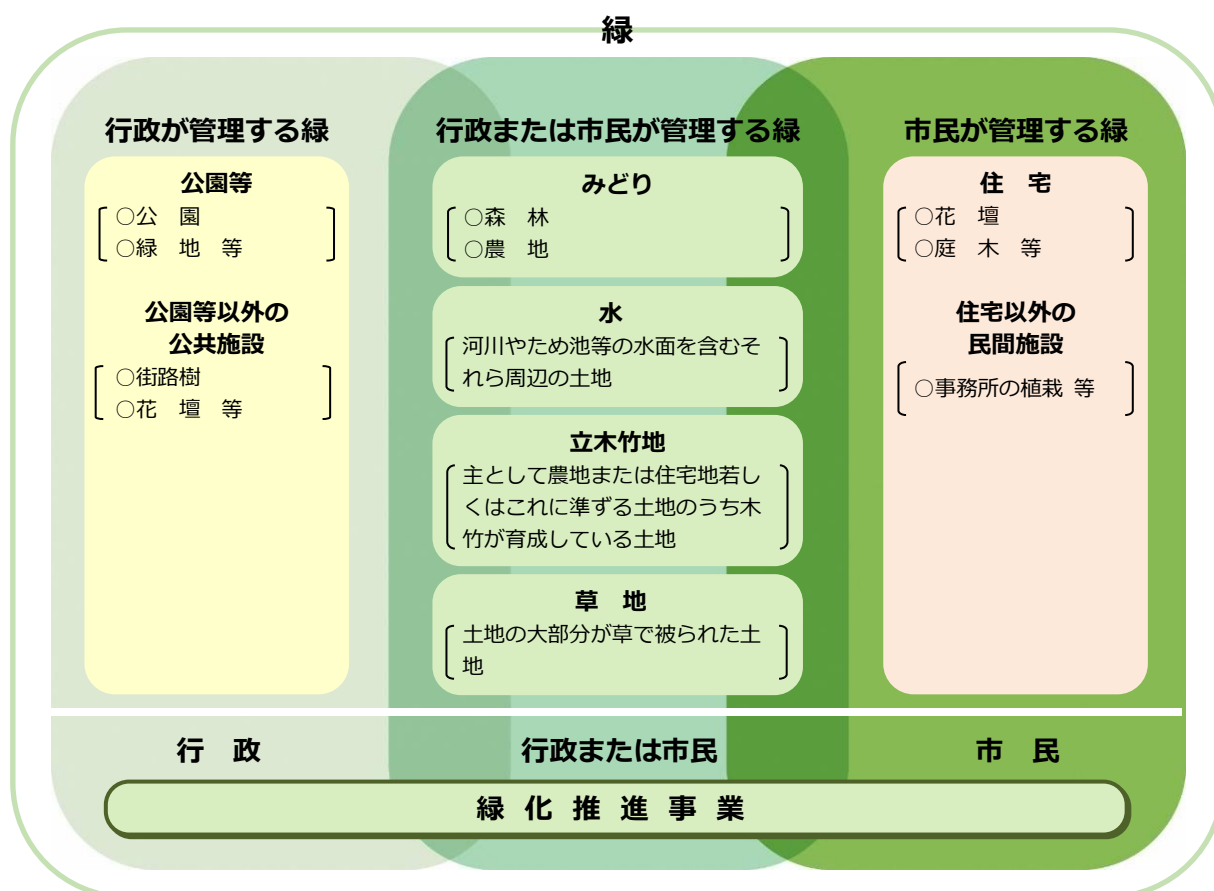 緑
行政が管理する緑
公園等
○公　園
○緑　地　等
公園等以外の
公共施設
○街路樹
○花　壇　等
行政または市民が管理する緑
みどり
○森　林
○農　地
水
河川やため池等の水面を含むそ
れら周辺の土地
立木竹地
主として農地または住宅地若し
くはこれに準ずる土地のうち木
竹が育成している土地
草　地
土地の大部分が草で被られた土
地
市民が管理する緑
住　宅
○花　壇
○庭　木　等
住宅以外の
民間施設
○事務所の植栽 等
行　政
行政または市民
市　民
緑 化 推 進 事 業